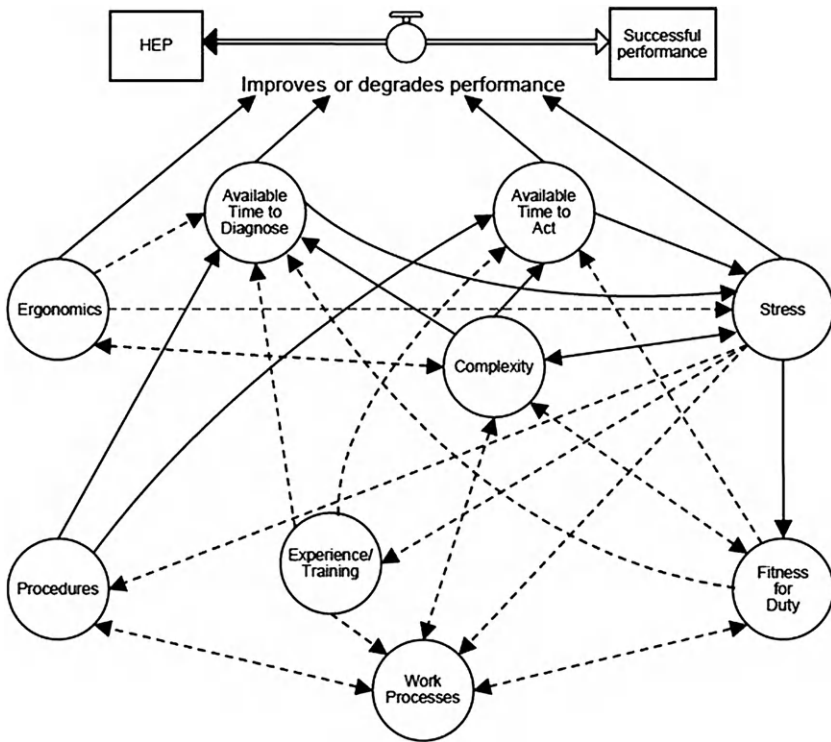 HEP
Successful
performance
Improves or degrades performance
Available
Time to
Diagnose
Available
Time to
Act
Ergonomics
Stress
Complexity
Experience/
Training
Procedures
Fitness
for
Duty
Work
Processes